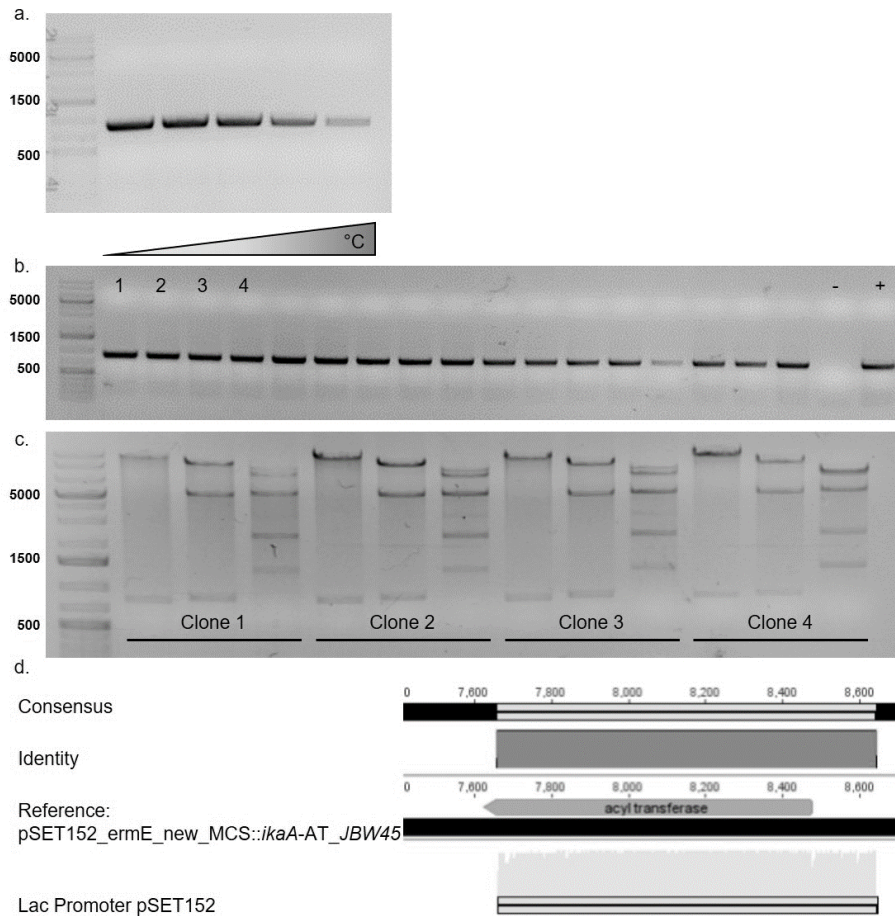 a.
5000
1500
500
°C
b.
1 2 3 4 - +
5000
1500
500
c.
5000
1500
500
Clone 1 Clone 2 Clone 3 Clone 4
d.
0 7,600 7,800 8,000 8,200 8,400 8,600
Consensus
Identity
0 7,600 7,800 8,000 8,200 8,400 8,600
Reference:
acyl transferase
pSET152_ermE_new_MCS::ikaA-AT_JBW45
Lac Promoter pSET152